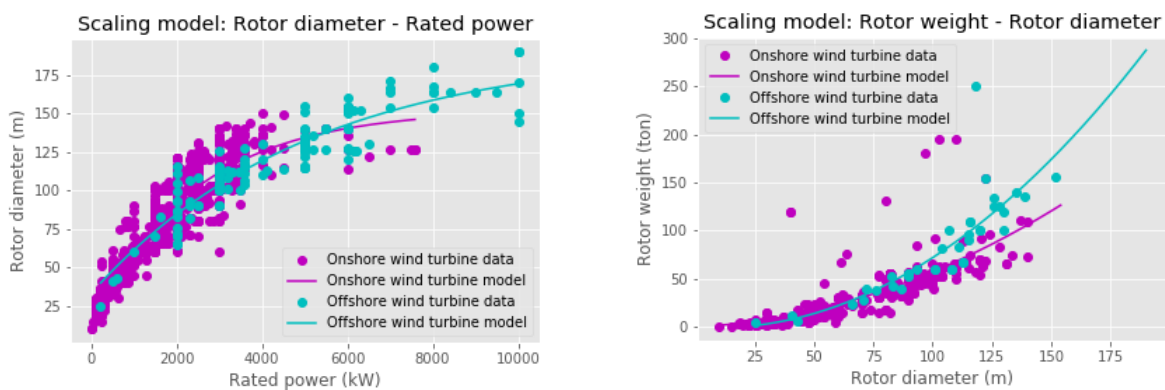 Scaling model: Rotor diameter - Rated power
Rotor diameter (m)
175
150
125
100
75
50
25
Onshore wind turbine data
Onshore wind turbine model
Offshore wind turbine data
Offshore wind turbine model
0 2000 4000 6000 8000 10000
Rated power (kW)
Scaling model: Rotor weight - Rotor diameter
Rotor weight (ton)
300
250
200
150
100
50
0
Onshore wind turbine data
Onshore wind turbine model
Offshore wind turbine data
Offshore wind turbine model
25 50 75 100 125 150 175
Rotor diameter (m)